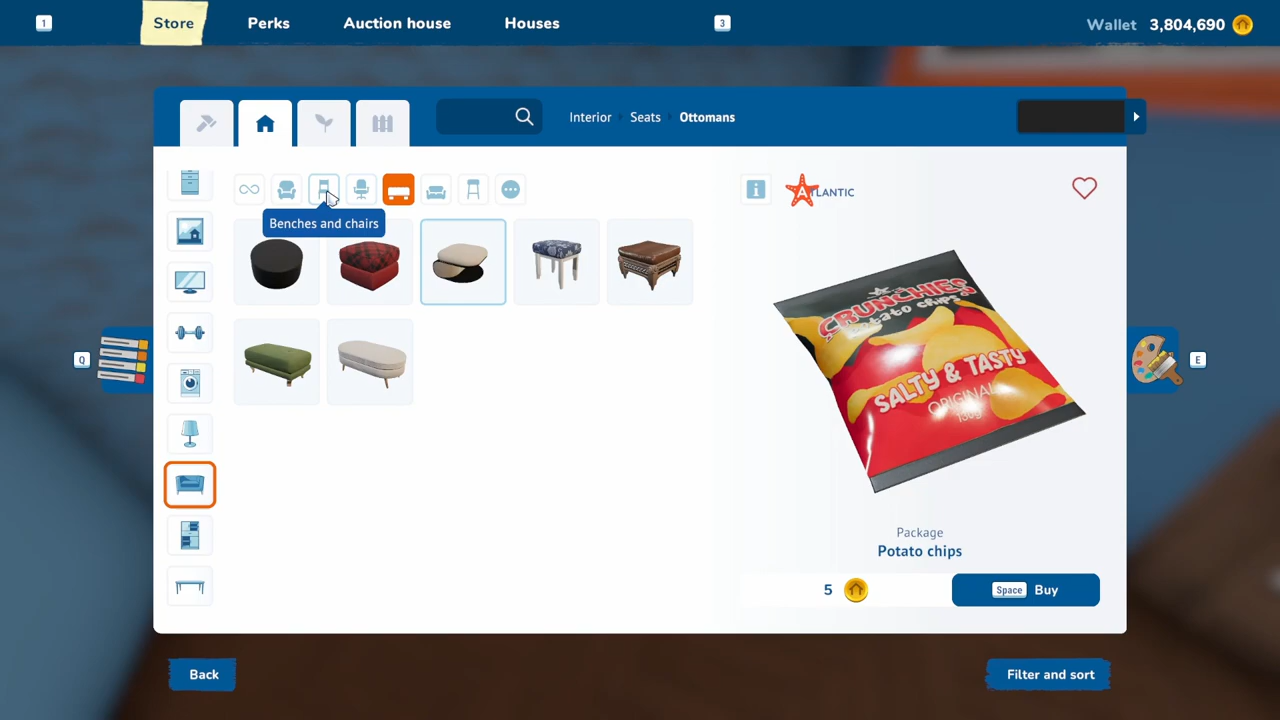 1
Store
Perks
Auction house
Houses
3
Wallet 3,804,690
Interior Seats Ottomans
Benches and chairs
ATLANTIC
CRUNCHIES
potato chips
SALTY & TASTY
ORIGINAL
100g
Q
E
Package
Potato chips
5
Space Buy
Back
Filter and sort